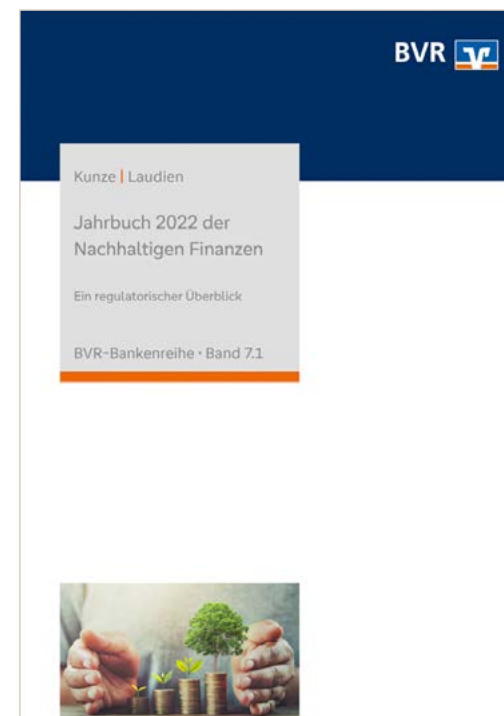 BVR
Kunze | Laudien
Jahrbuch 2022 der
Nachhaltigen Finanzen
Ein regulatorischer Überblick
BVR-Bankenreihe · Band 7.1